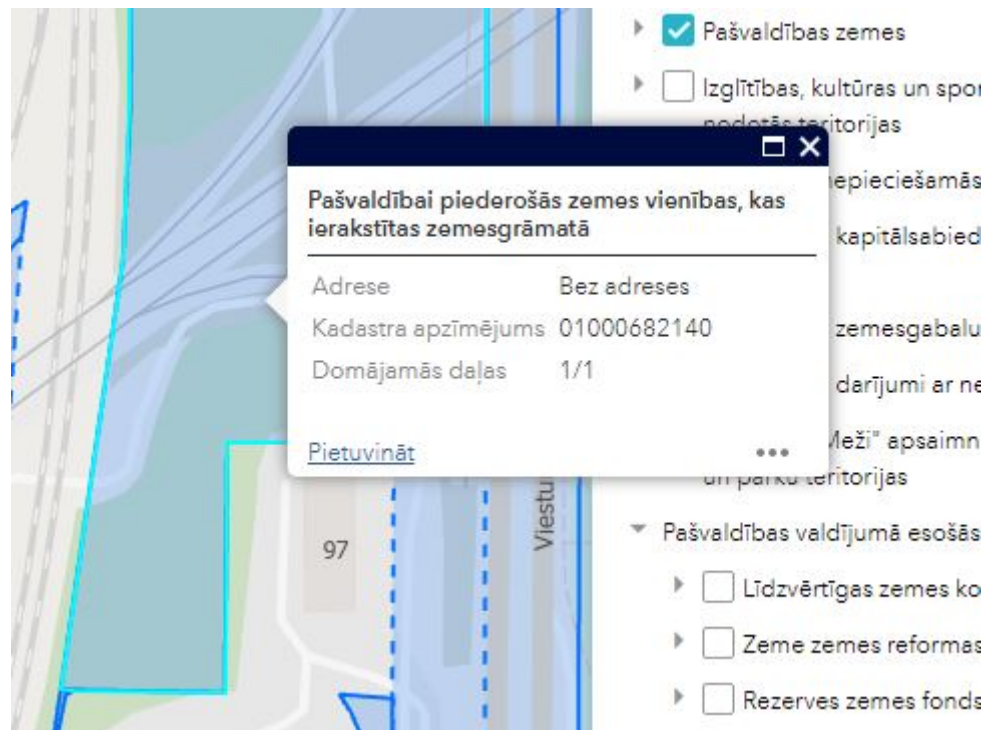 Pašvaldības zemes
Izglītības, kultūras un spor
nodotās teritorijas
nepieciešamās
Pašvaldībai piederošās zemes vienības, kas
ierakstītas zemesgrāmatā
kapitālsabied
Adrese Bez adreses
Kadastra apzīmējums 01000682140
zemesgabalu
Domājamās daļas 1/1
darījumi ar ne
Meži" apsaimn
Pietuvināt
un parku teritorijas
Pašvaldības valdījumā esošās
97
Viestu
Līdzvērtīgas zemes ko
Zeme zemes reformas
Rezerves zemes fonds